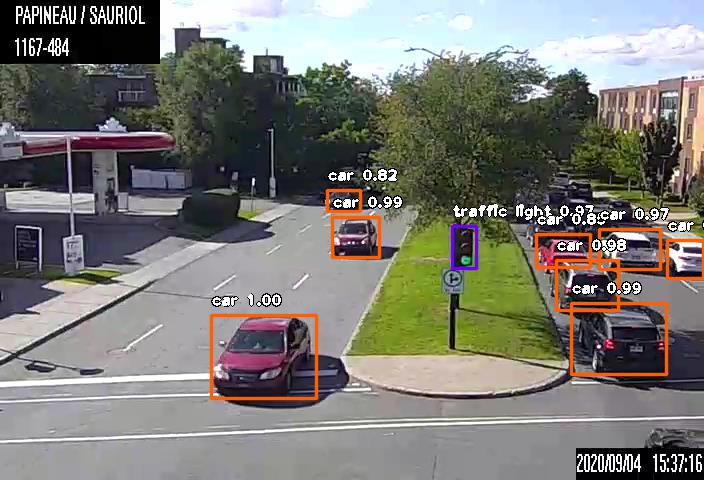 PAPINEAU / SAURIOL
1167-484
car 0.82
car 0.99
traffic light 0.97
car 0.97
car 0.98
car 0.99
car 1.00
2020/09/04 15:37:16